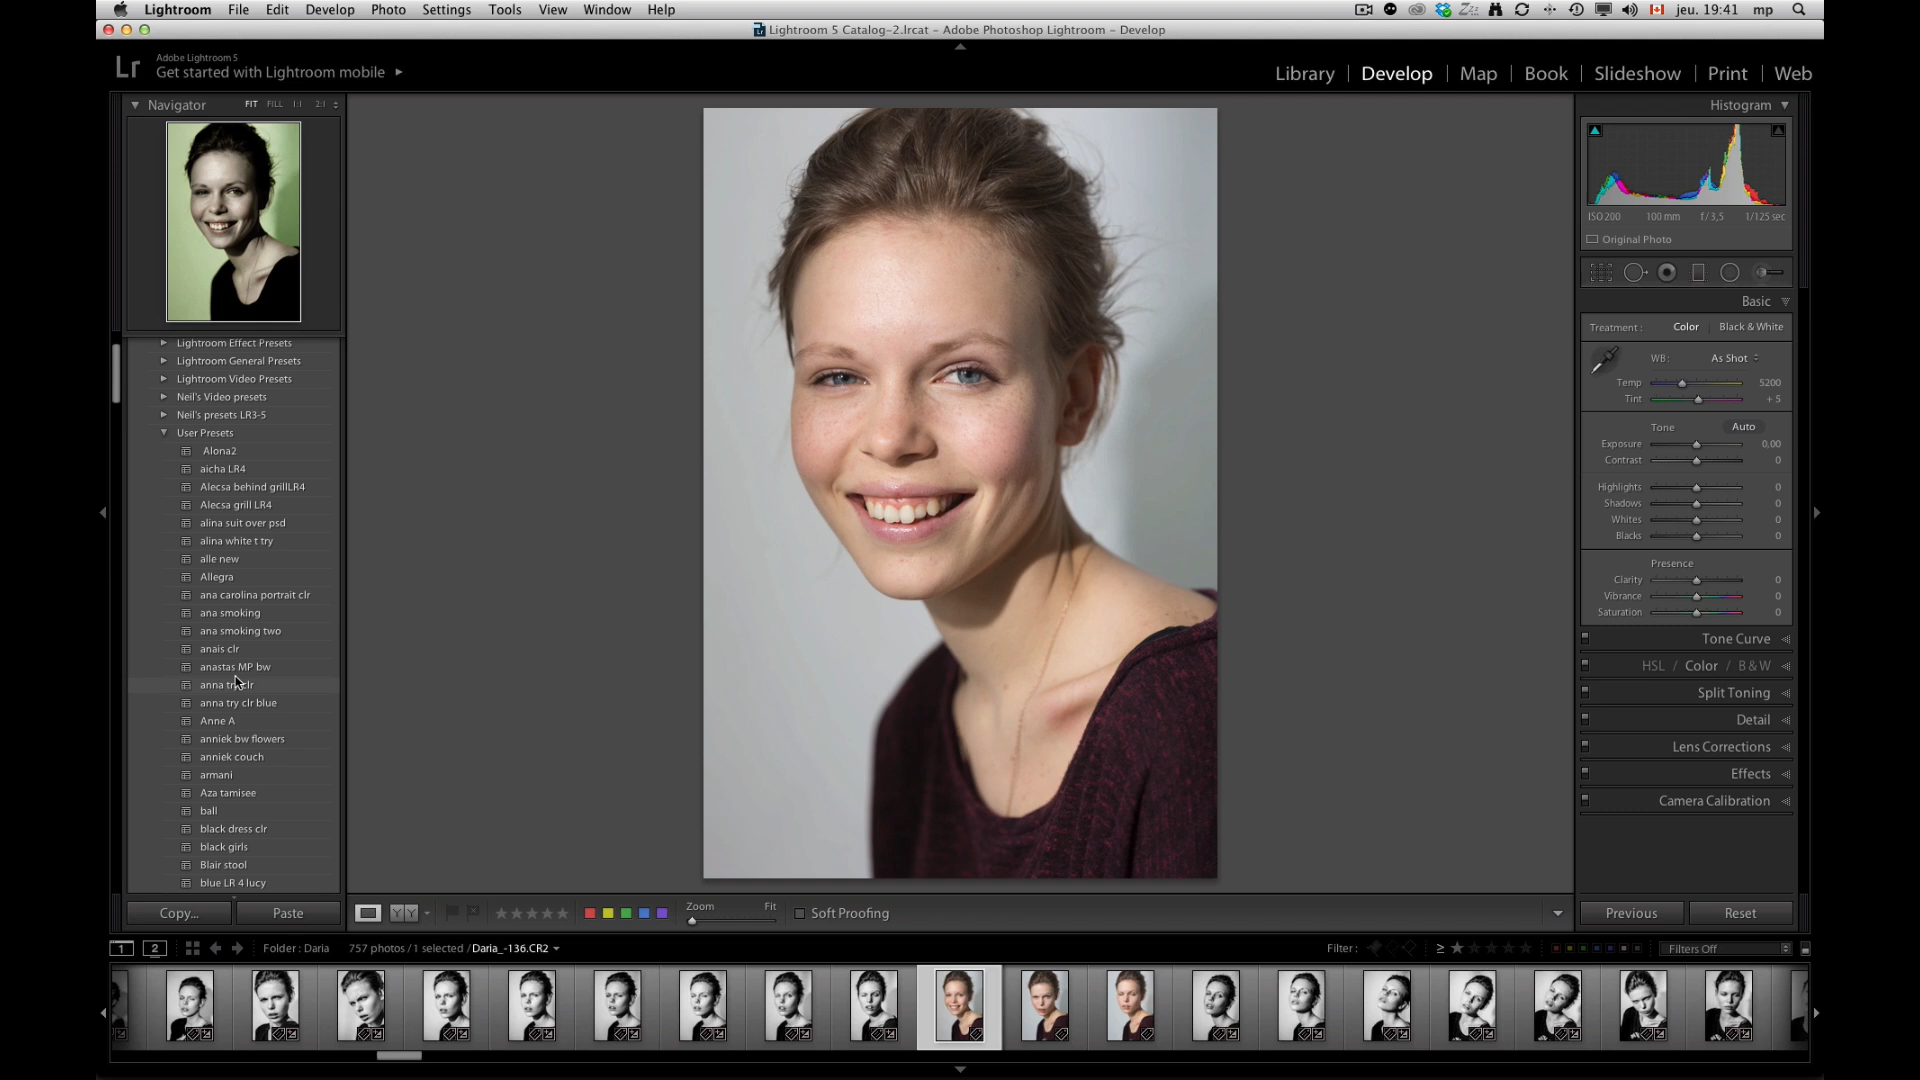 Lightroom File Edit Develop Photo Settings Tools View Window Help jeu. 19:41 mp
Lightroom 5 Catalog-2.lrcat – Adobe Photoshop Lightroom – Develop
Lr
Adobe Lightroom 5
Get started with Lightroom mobile
Library | Develop | Map | Book | Slideshow | Print | Web
Navigator FIT FILL 1:1 2:1
Lightroom Effect Presets
Lightroom General Presets
Lightroom Video Presets
Neil's Video presets
Neil's presets LR3-5
User Presets
Alona2
aicha LR4
Alecsa behind grillLR4
Alecsa grill LR4
alina suit over psd
alina white t try
alle new
Allegra
ana carolina portrait clr
ana smoking
ana smoking two
anais clr
anastas MP bw
anna try clr
anna try clr blue
Anne A
anniek bw flowers
anniek couch
armani
Aza tamisee
ball
black dress clr
black girls
Blair stool
blue LR 4 lucy
Copy... Paste
Histogram
ISO 200 100 mm f / 3,5 1/125 sec
Original Photo
Basic
Treatment : Color | Black & White
WB : As Shot
Temp 5200
Tint + 5
Tone Auto
Exposure 0,00
Contrast 0
Highlights 0
Shadows 0
Whites 0
Blacks 0
Presence
Clarity 0
Vibrance 0
Saturation 0
Tone Curve
HSL / Color / B & W
Split Toning
Detail
Lens Corrections
Effects
Camera Calibration
Previous Reset
YY Zoom Fit Soft Proofing
1 2 Folder : Daria 757 photos / 1 selected / Daria_-136.CR2 Filter : ≥ Filters Off